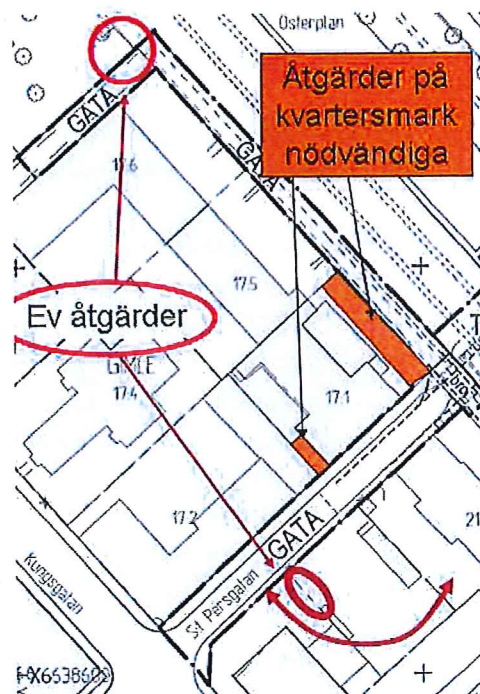 Österplan
Åtgärder på
kvartersmark
nödvändiga
GATA
GATA
17.6
17.5
Ev åtgärder
GIMLE
17.4
17.1
17.2
GATA
21
S:t Persgatan
Kungsgatan